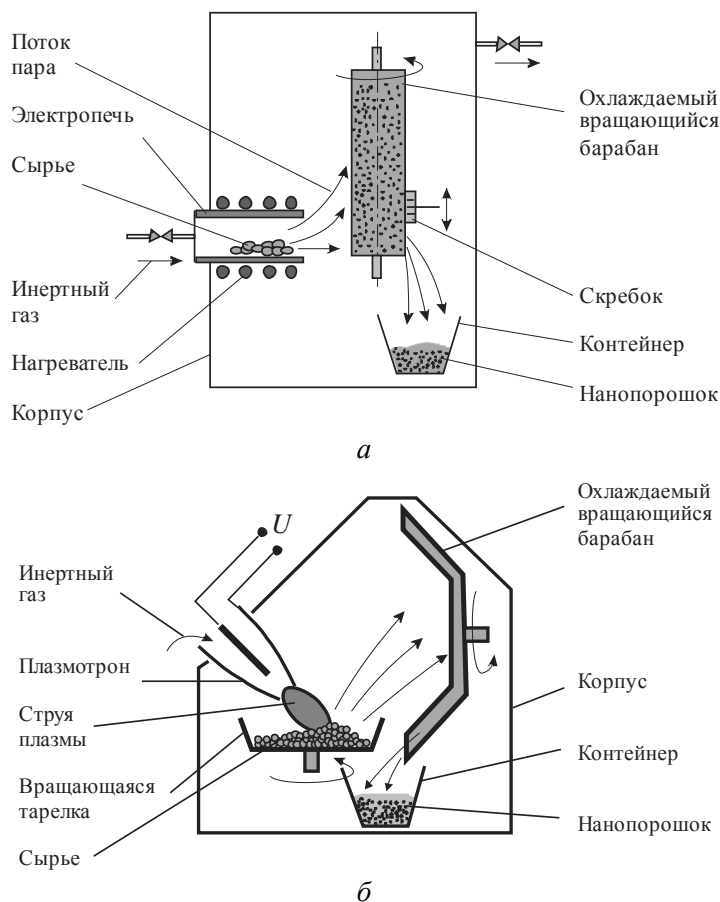 Поток
пара
Электропечь
Сырье
Инертный
газ
Нагреватель
Корпус
Охлаждаемый
вращающийся
барабан
Скребок
Контейнер
Нанопорошок
а
U
Инертный
газ
Плазмотрон
Струя
плазмы
Вращающаяся
тарелка
Сырье
Охлаждаемый
вращающийся
барабан
Корпус
Контейнер
Нанопорошок
б